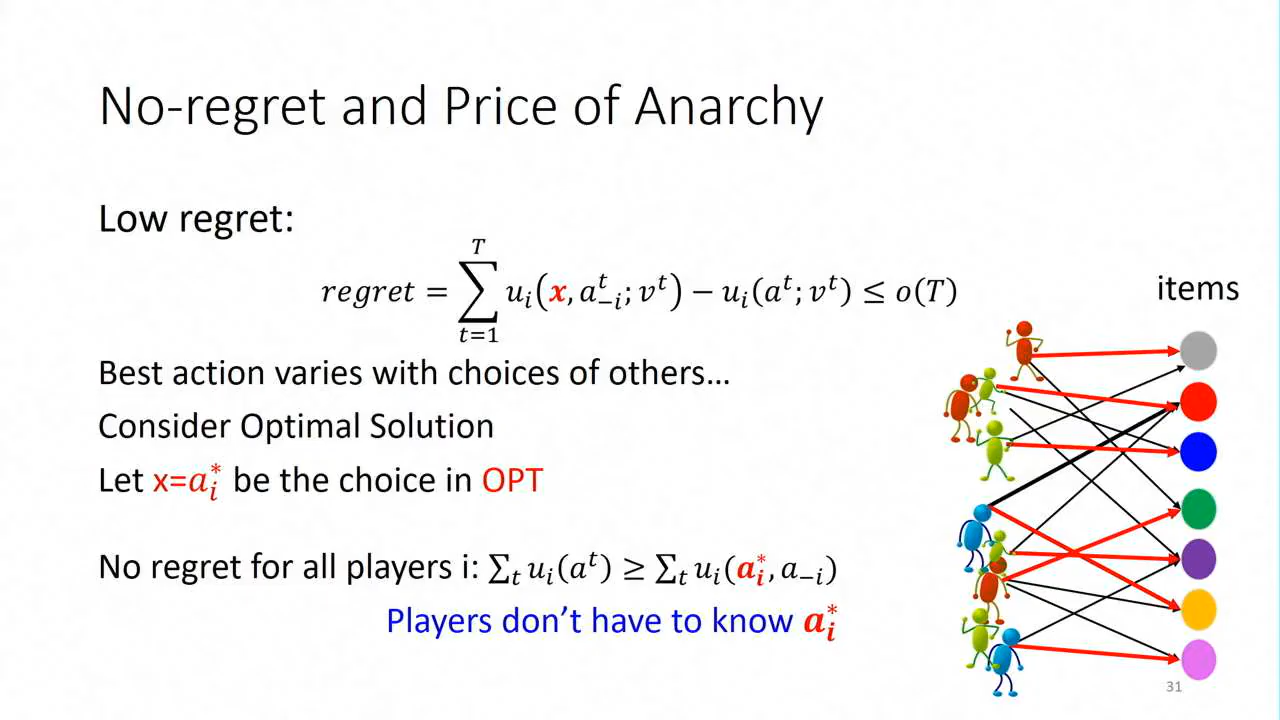 No-regret and Price of Anarchy
Low regret:
regret = ∑_{t=1}^{T} u_i(x, a_{-i}^t; v^t) − u_i(a^t; v^t) ≤ o(T)
items
Best action varies with choices of others…
Consider Optimal Solution
Let x=a_i^* be the choice in OPT
No regret for all players i: ∑_t u_i(a^t) ≥ ∑_t u_i(a_i^*, a_{-i})
Players don’t have to know a_i^*
31